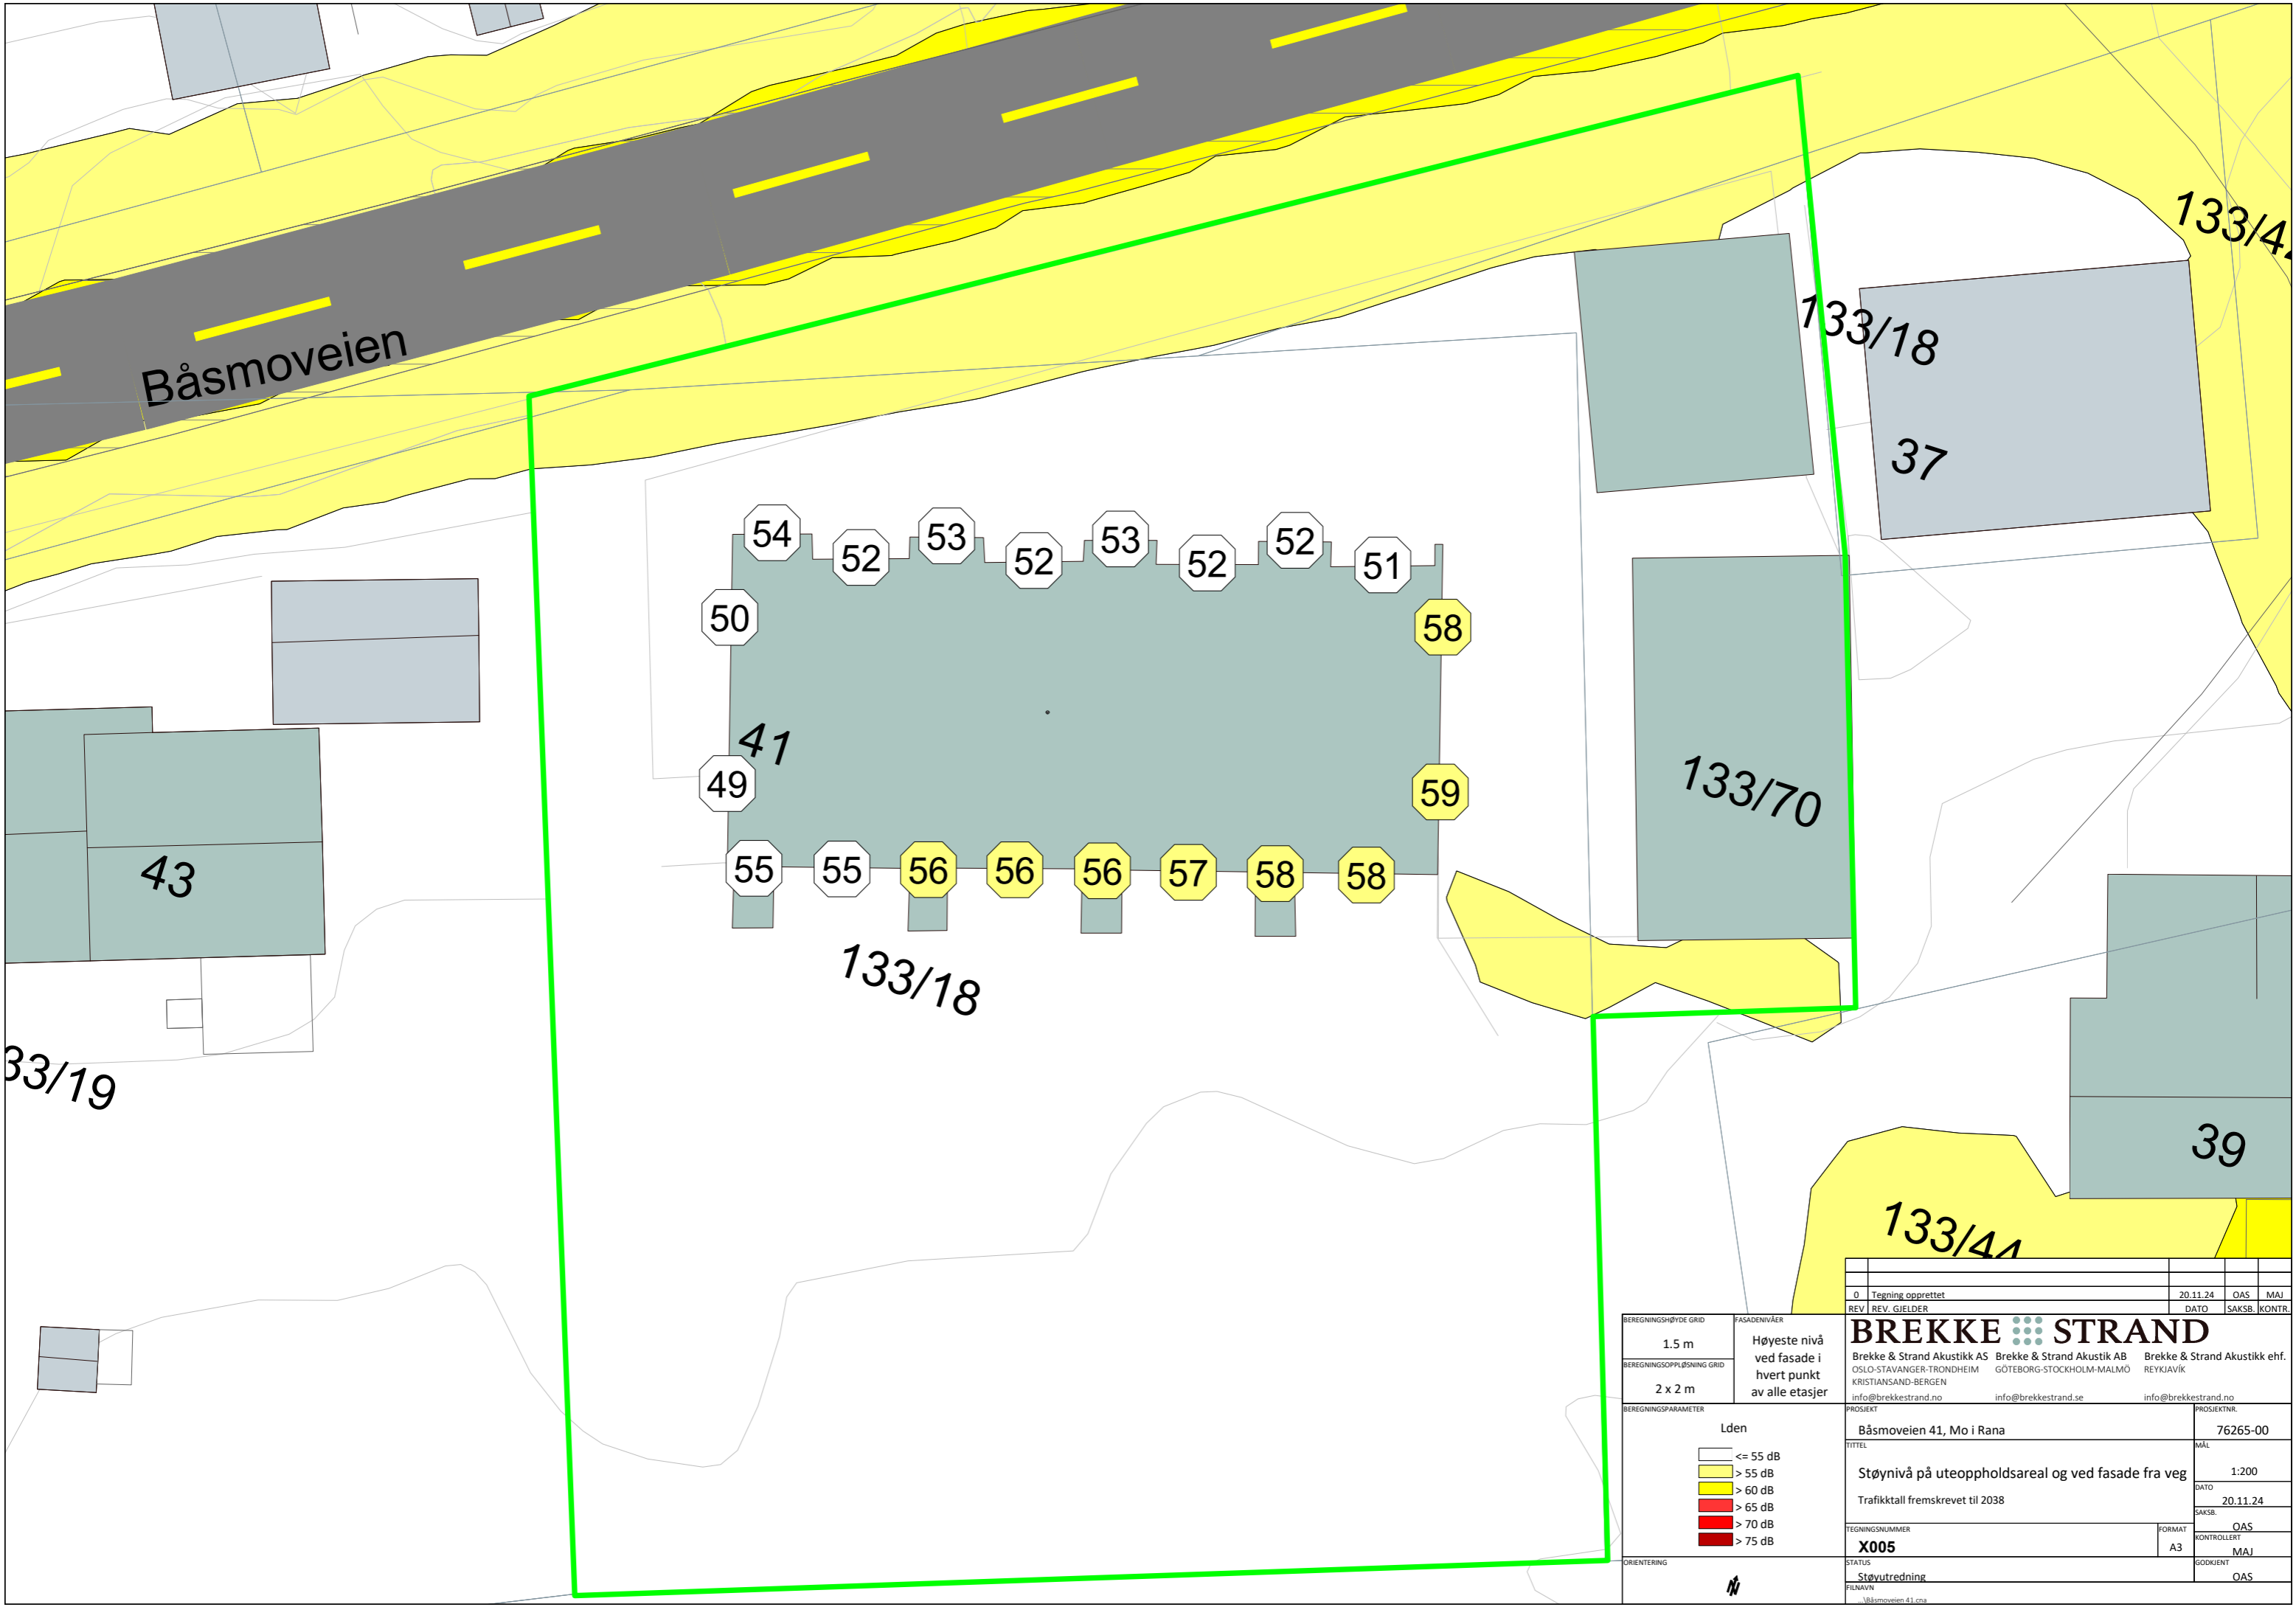 133/4
Båsmoveien
133/18
37
54
52
53
52
53
52
52
51
50
58
41
49
59
133/70
43
55
55
56
56
56
57
58
58
133/18
33/19
39
133/44
0 Tegning opprettet 20.11.24 OAS MAJ
REV REV. GJELDER DATO SAKSB. KONTR.
BEREGNINGSHØYDE GRID
1.5 m
BEREGNINGSOPPLØSNING GRID
2 x 2 m
FASADENIVÅER
Høyeste nivå
ved fasade i
hvert punkt
av alle etasjer
BREKKE STRAND
Brekke & Strand Akustikk AS Brekke & Strand Akustik AB Brekke & Strand Akustikk ehf.
OSLO-STAVANGER-TRONDHEIM GÖTEBORG-STOCKHOLM-MALMÖ REYKJAVÍK
KRISTIANSAND-BERGEN
info@brekkestrand.no info@brekkestrand.se info@brekkestrand.no
BEREGNINGSPARAMETER
Lden
<= 55 dB
> 55 dB
> 60 dB
> 65 dB
> 70 dB
> 75 dB
ORIENTERING
N
PROSJEKT
Båsmoveien 41, Mo i Rana
PROSJEKTNR.
76265-00
TITTEL
Støynivå på uteoppholdsareal og ved fasade fra veg
Trafikktall fremskrevet til 2038
MÅL
1:200
DATO
20.11.24
SAKSB.
OAS
TEGNINGSNUMMER
X005
FORMAT
A3
KONTROLLERT
MAJ
STATUS
Støyutredning
GODKJENT
OAS
FILNAVN
...\Båsmoveien 41.cna